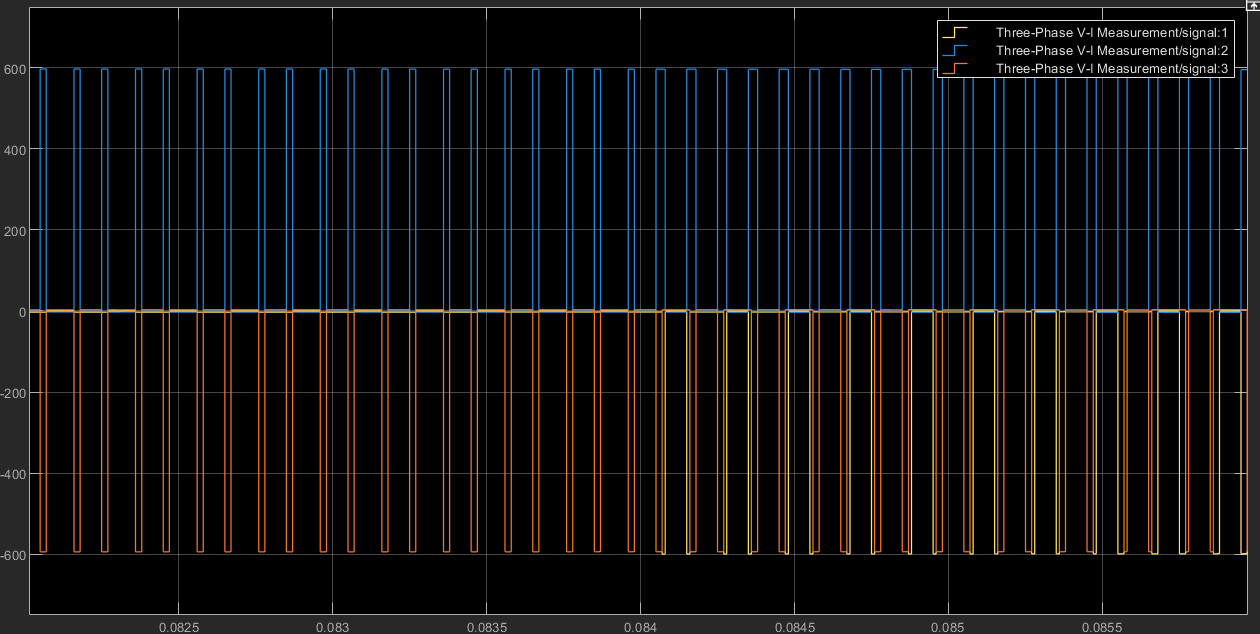 Three-Phase V-I Measurement/signal:1
Three-Phase V-I Measurement/signal:2
Three-Phase V-I Measurement/signal:3
600
400
200
0
-200
-400
-600
0.0825 0.083 0.0835 0.084 0.0845 0.085 0.0855